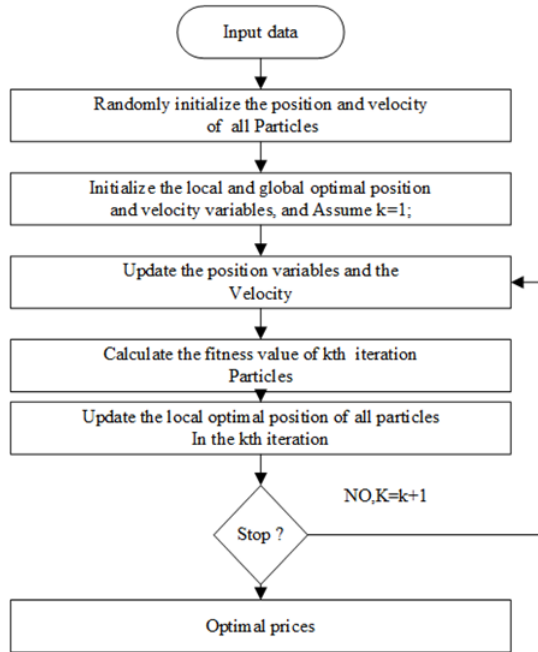 Input data
Randomly initialize the position and velocity
of all Particles
Initialize the local and global optimal position
and velocity variables, and Assume k=1;
Update the position variables and the
Velocity
Calculate the fitness value of kth iteration
Particles
Update the local optimal position of all particles
In the kth iteration
NO,K=k+1
Stop ?
Optimal prices